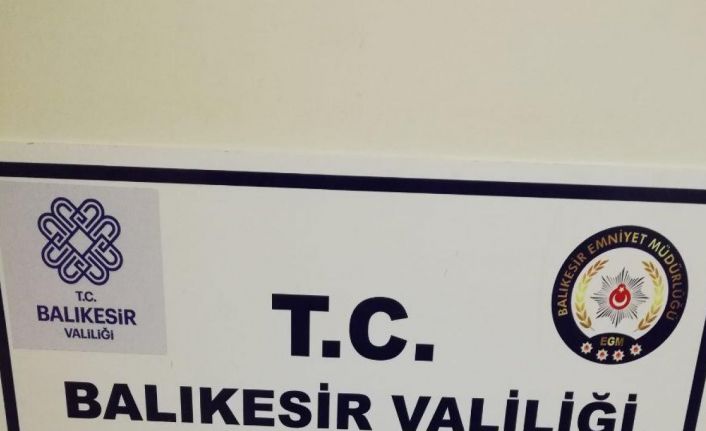 T.C.
BALIKESİR
VALİLİĞİ
T.C.
BALIKESİR VALİLİĞİ
BALIKESİR EMNİYET MÜDÜRLÜĞÜ
EGM